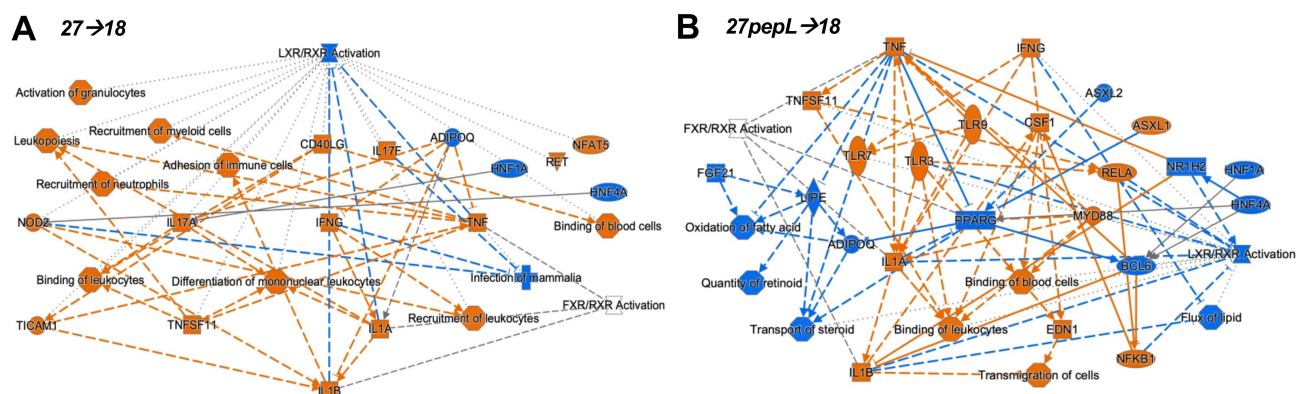 A 27→18
LXR/RXR Activation
Activation of granulocytes
Recruitment of myeloid cells
Leukopoiesis
CD40LG
IL17F
ADIPOQ
NFAT5
Adhesion of immune cells
RET
HNF1A
Recruitment of neutrophils
HNF4A
NOD2
IL17A
IFNG
TNF
Binding of blood cells
Binding of leukocytes
Differentiation of mononuclear leukocytes
Infection of mammalia
FXR/RXR Activation
TICAM1
TNFSF11
IL1A
Recruitment of leukocytes
IL1B
B 27pepL→18
TNF
IFNG
TNFSF11
ASXL2
FXR/RXR Activation
TLR9
CSF1
ASXL1
TLR7
TLR3
FGF21
RELA
NR1H2
HNF1A
LIPE
HNF4A
Oxidation of fatty acid
PPARG
MYD88
ADIPOQ
IL1A
BCL6
LXR/RXR Activation
Quantity of retinoid
Binding of blood cells
Transport of steroid
Binding of leukocytes
EDN1
Flux of lipid
NFKB1
IL1B
Transmigration of cells